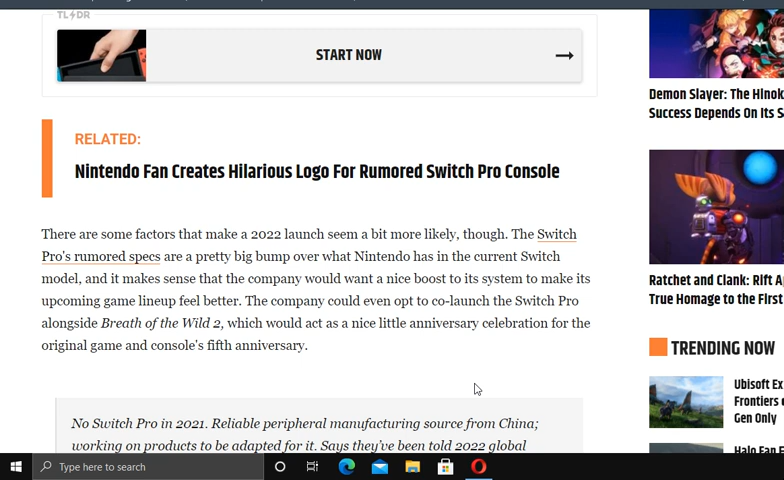 TL DR
START NOW
RELATED:
Nintendo Fan Creates Hilarious Logo For Rumored Switch Pro Console
There are some factors that make a 2022 launch seem a bit more likely, though. The Switch
Pro's rumored specs are a pretty big bump over what Nintendo has in the current Switch
model, and it makes sense that the company would want a nice boost to its system to make its
upcoming game lineup feel better. The company could even opt to co-launch the Switch Pro
alongside Breath of the Wild 2, which would act as a nice little anniversary celebration for the
original game and console's fifth anniversary.
No Switch Pro in 2021. Reliable peripheral manufacturing source from China;
working on products to be adapted for it. Says they've been told 2022 global
Demon Slayer: The Hinok
Success Depends On Its S
Ratchet and Clank: Rift A
True Homage to the First
TRENDING NOW
Ubisoft Ex
Frontiers o
Gen Only
Halo Fan F
Type here to search